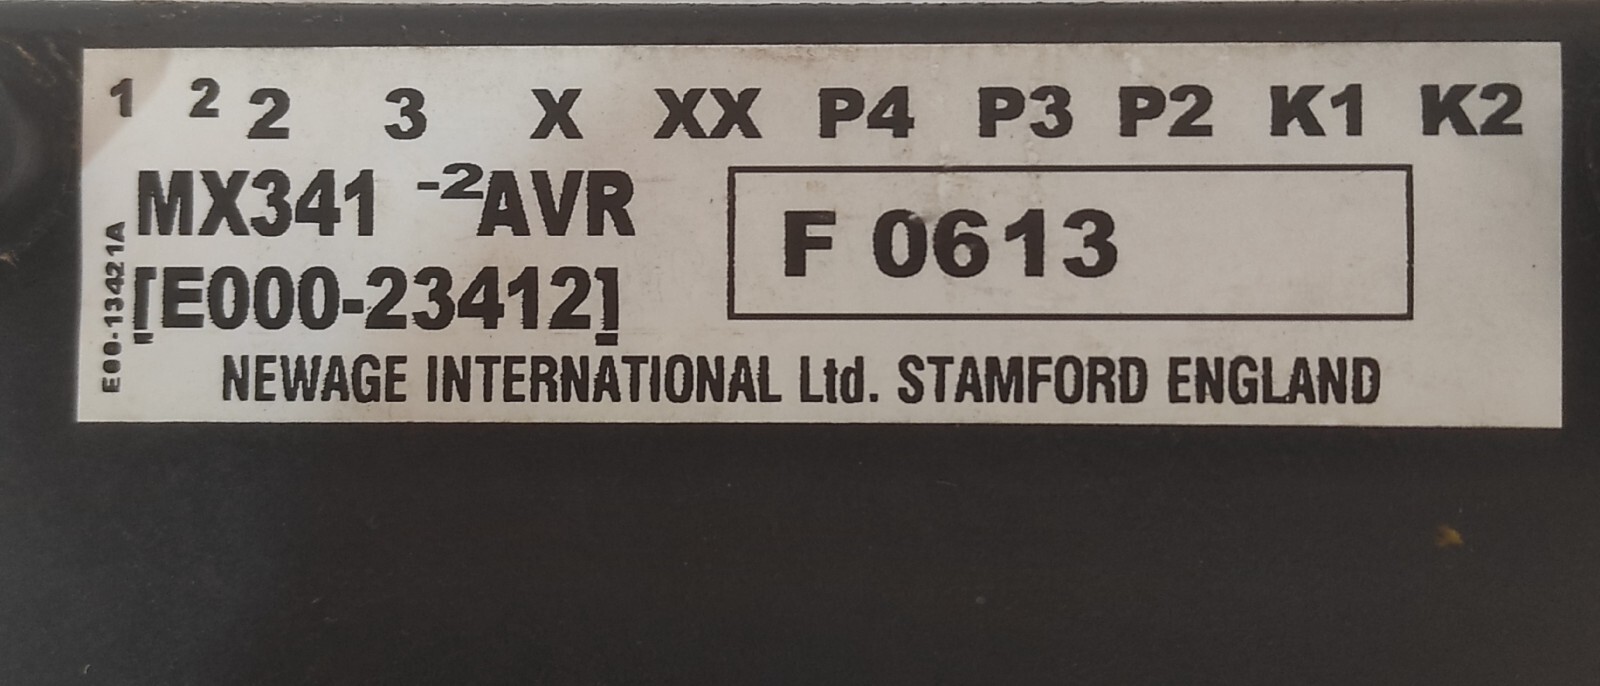 1 2 2 3 X XX P4 P3 P2 K1 K2
MX341 -2AVR
F 0613
[E000-23412]
E00-13421A
NEWAGE INTERNATIONAL Ltd. STAMFORD ENGLAND